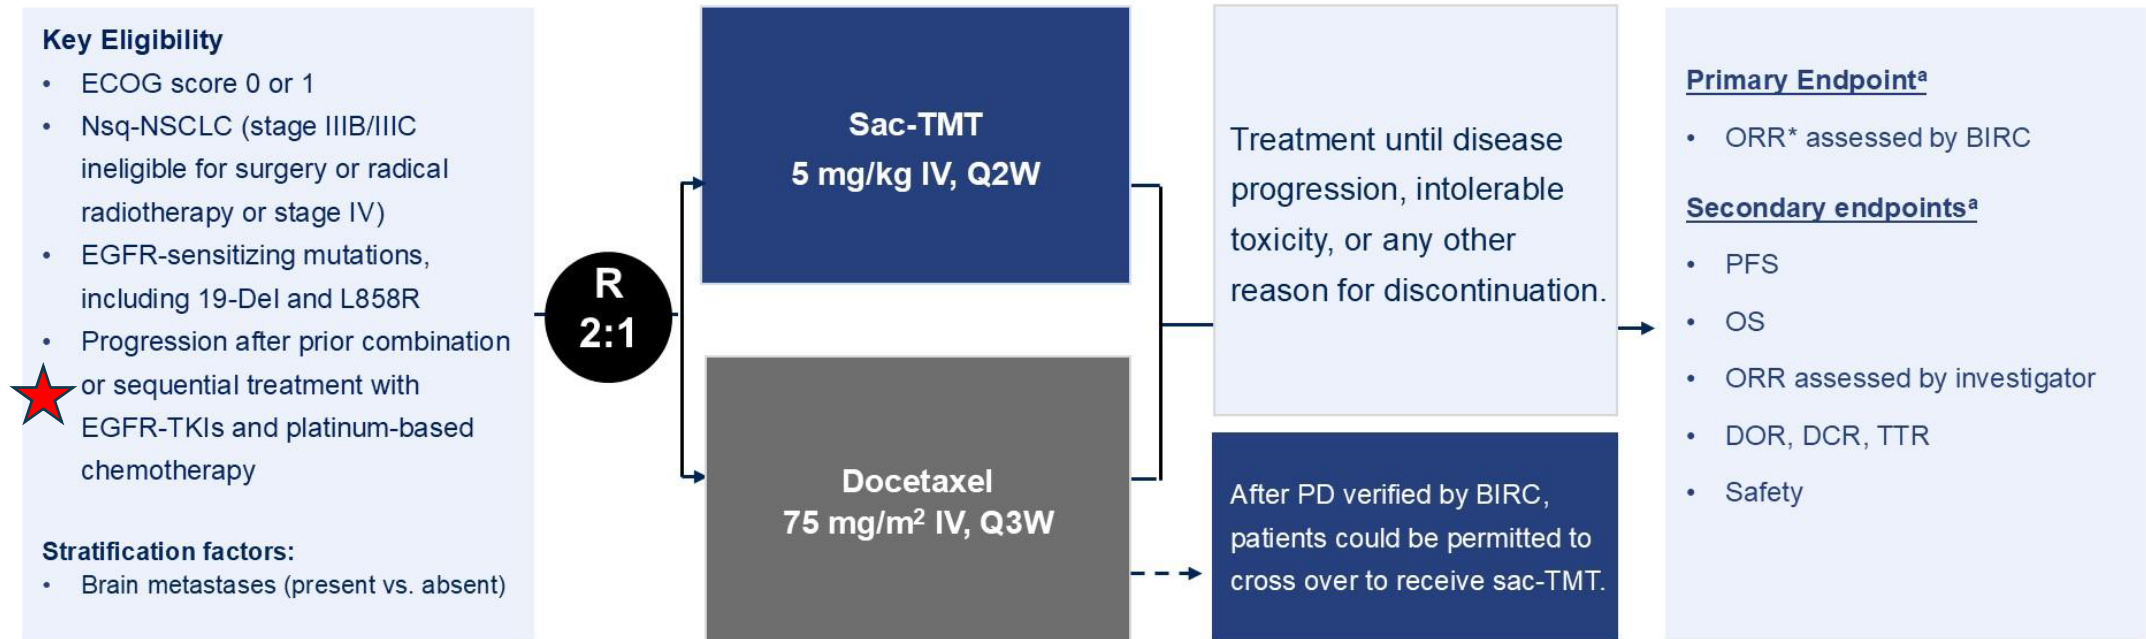 Key Eligibility
• ECOG score 0 or 1
• Nsq-NSCLC (stage IIIB/IIIC
ineligible for surgery or radical
radiotherapy or stage IV)
• EGFR-sensitizing mutations,
including 19-Del and L858R
• Progression after prior combination
or sequential treatment with
EGFR-TKIs and platinum-based
chemotherapy
Stratification factors:
• Brain metastases (present vs. absent)
R
2:1
Sac-TMT
5 mg/kg IV, Q2W
Docetaxel
75 mg/m² IV, Q3W
Treatment until disease
progression, intolerable
toxicity, or any other
reason for discontinuation.
After PD verified by BIRC,
patients could be permitted to
cross over to receive sac-TMT.
Primary Endpointᵃ
• ORR* assessed by BIRC
Secondary endpointsᵃ
• PFS
• OS
• ORR assessed by investigator
• DOR, DCR, TTR
• Safety